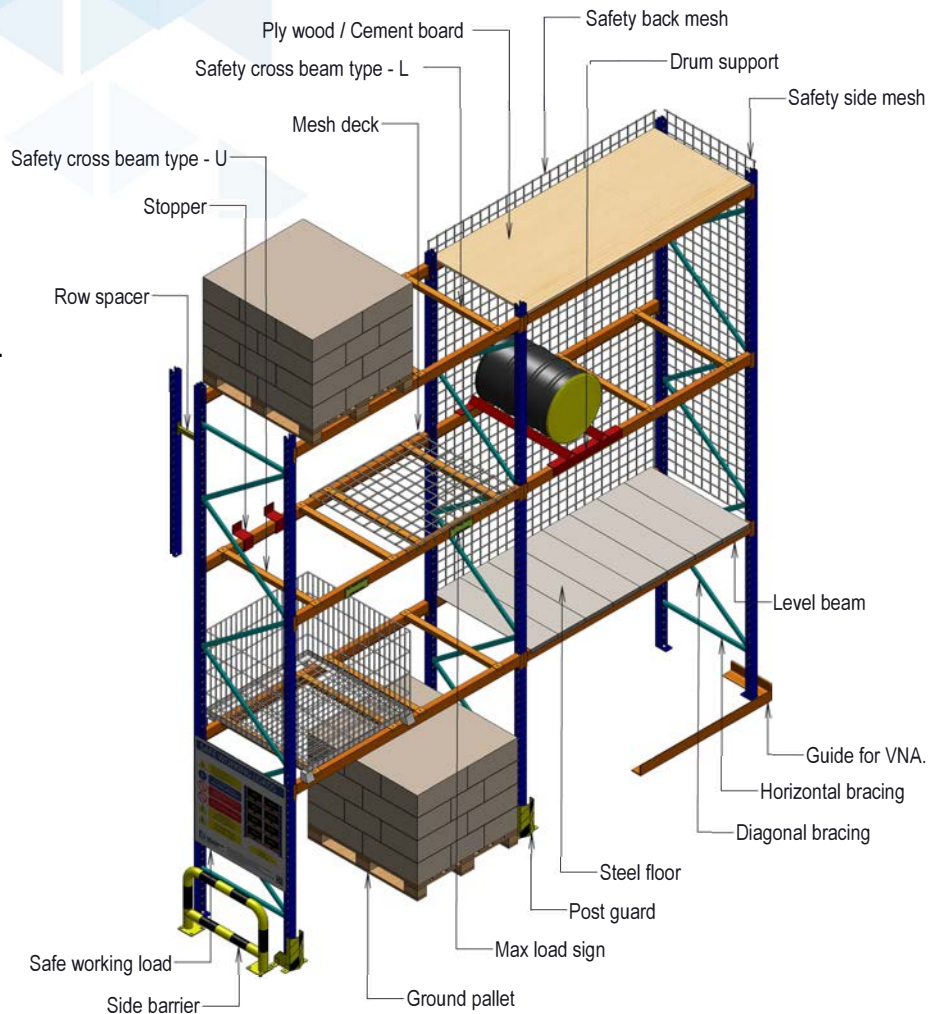 Safety back mesh
Ply wood / Cement board
Drum support
Safety cross beam type - L
Safety side mesh
Mesh deck
Safety cross beam type - U
Stopper
Row spacer
Level beam
Guide for VNA.
Horizontal bracing
Diagonal bracing
Steel floor
Post guard
Max load sign
Safe working load
Ground pallet
Side barrier